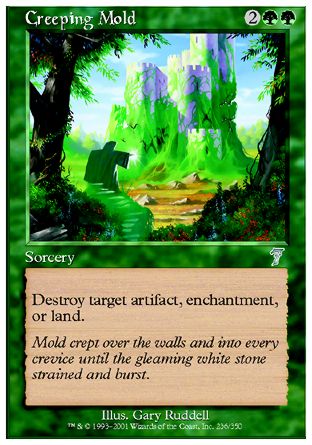 Creeping Mold 2
Sorcery
Destroy target artifact, enchantment,
or land.
Mold crept over the walls and into every
crevice until the gleaming white stone
strained and burst.
Illus. Gary Ruddell
™ & © 1993–2001 Wizards of the Coast, Inc. 236/350